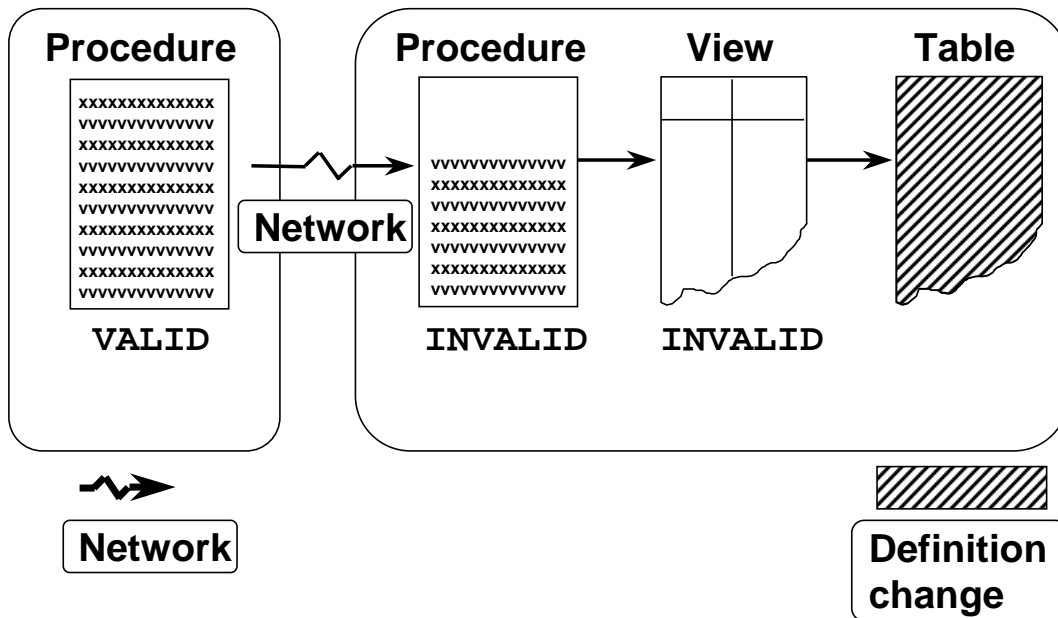 Procedure
xxxxxxxxxxxxxx
vvvvvvvvvvvvvv
xxxxxxxxxxxxxx
vvvvvvvvvvvvvv
xxxxxxxxxxxxxx
vvvvvvvvvvvvvv
xxxxxxxxxxxxxx
vvvvvvvvvvvvvv
xxxxxxxxxxxxxx
vvvvvvvvvvvvvv
VALID
Network
Procedure
vvvvvvvvvvvvvv
xxxxxxxxxxxxxx
vvvvvvvvvvvvvv
xxxxxxxxxxxxxx
vvvvvvvvvvvvvv
xxxxxxxxxxxxxx
vvvvvvvvvvvvvv
INVALID
View
INVALID
Table
Network
Definition
change